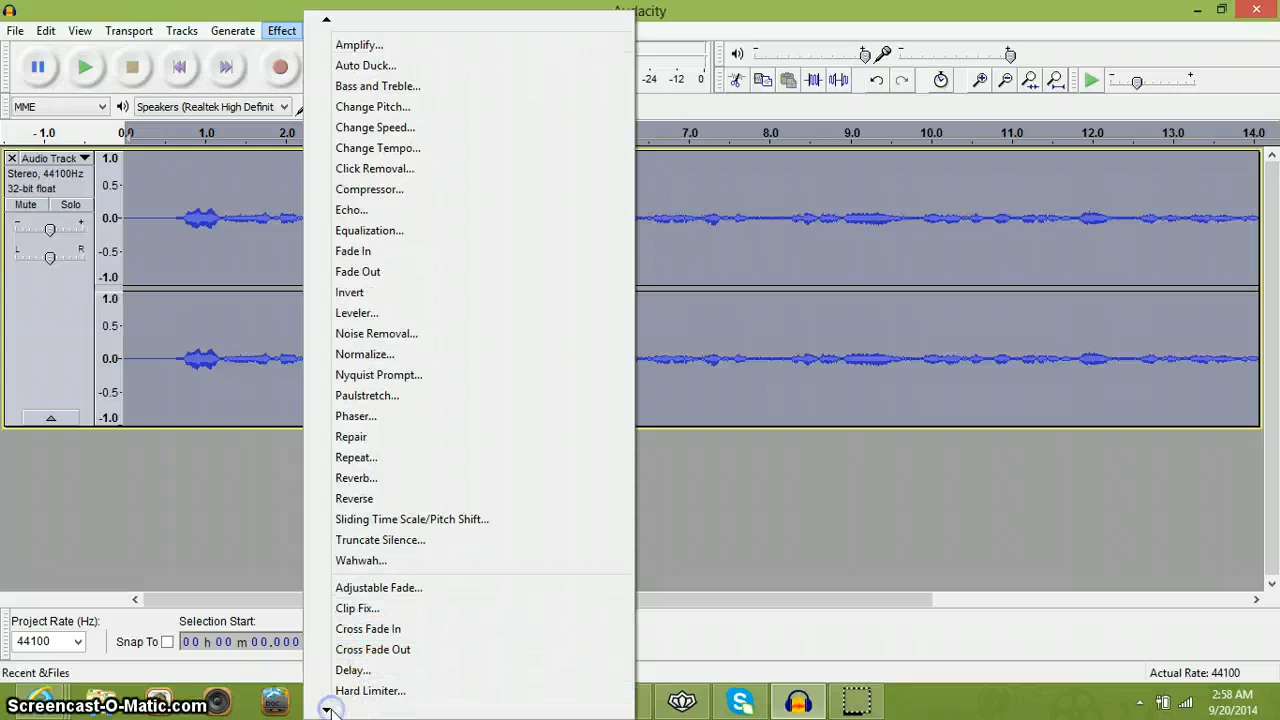 Audacity
File Edit View Transport Tracks Generate Effect
-24 -12 0
MME
Speakers (Realtek High Definit
-1.0 0.0 1.0 2.0 7.0 8.0 9.0 10.0 11.0 12.0 13.0 14.0
Audio Track
Stereo, 44100Hz
32-bit float
Mute Solo
- +
L R
1.0
0.5-
0.0-
-0.5-
-1.0
1.0
0.5-
0.0-
-0.5-
-1.0
Amplify...
Auto Duck...
Bass and Treble...
Change Pitch...
Change Speed...
Change Tempo...
Click Removal...
Compressor...
Echo...
Equalization...
Fade In
Fade Out
Invert
Leveler...
Noise Removal...
Normalize...
Nyquist Prompt...
Paulstretch...
Phaser...
Repair
Repeat...
Reverb...
Reverse
Sliding Time Scale/Pitch Shift...
Truncate Silence...
Wahwah...
Adjustable Fade...
Clip Fix...
Cross Fade In
Cross Fade Out
Delay...
Hard Limiter...
Project Rate (Hz):
44100
Snap To
Selection Start:
00 h 00 m 00.000
Recent &Files
Actual Rate: 44100
DOC
Screencast-O-Matic.com
2:58 AM
9/20/2014